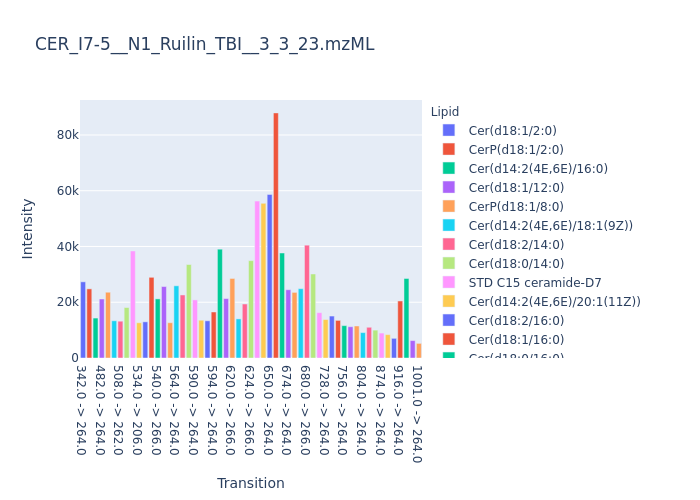 CER_I7-5__N1_Ruilin_TBI__3_3_23.mzML
Intensity
80k
60k
40k
20k
0
342.0 -> 264.0
482.0 -> 264.0
508.0 -> 262.0
534.0 -> 206.0
540.0 -> 266.0
564.0 -> 264.0
590.0 -> 264.0
594.0 -> 264.0
620.0 -> 266.0
624.0 -> 266.0
650.0 -> 264.0
674.0 -> 264.0
680.0 -> 264.0
728.0 -> 264.0
756.0 -> 264.0
804.0 -> 264.0
874.0 -> 264.0
916.0 -> 264.0
1001.0 -> 264.0
Transition
Lipid
Cer(d18:1/2:0)
CerP(d18:1/2:0)
Cer(d14:2(4E,6E)/16:0)
Cer(d18:1/12:0)
CerP(d18:1/8:0)
Cer(d14:2(4E,6E)/18:1(9Z))
Cer(d18:2/14:0)
Cer(d18:0/14:0)
STD C15 ceramide-D7
Cer(d14:2(4E,6E)/20:1(11Z))
Cer(d18:2/16:0)
Cer(d18:1/16:0)
Cer(d18:0/16:0)